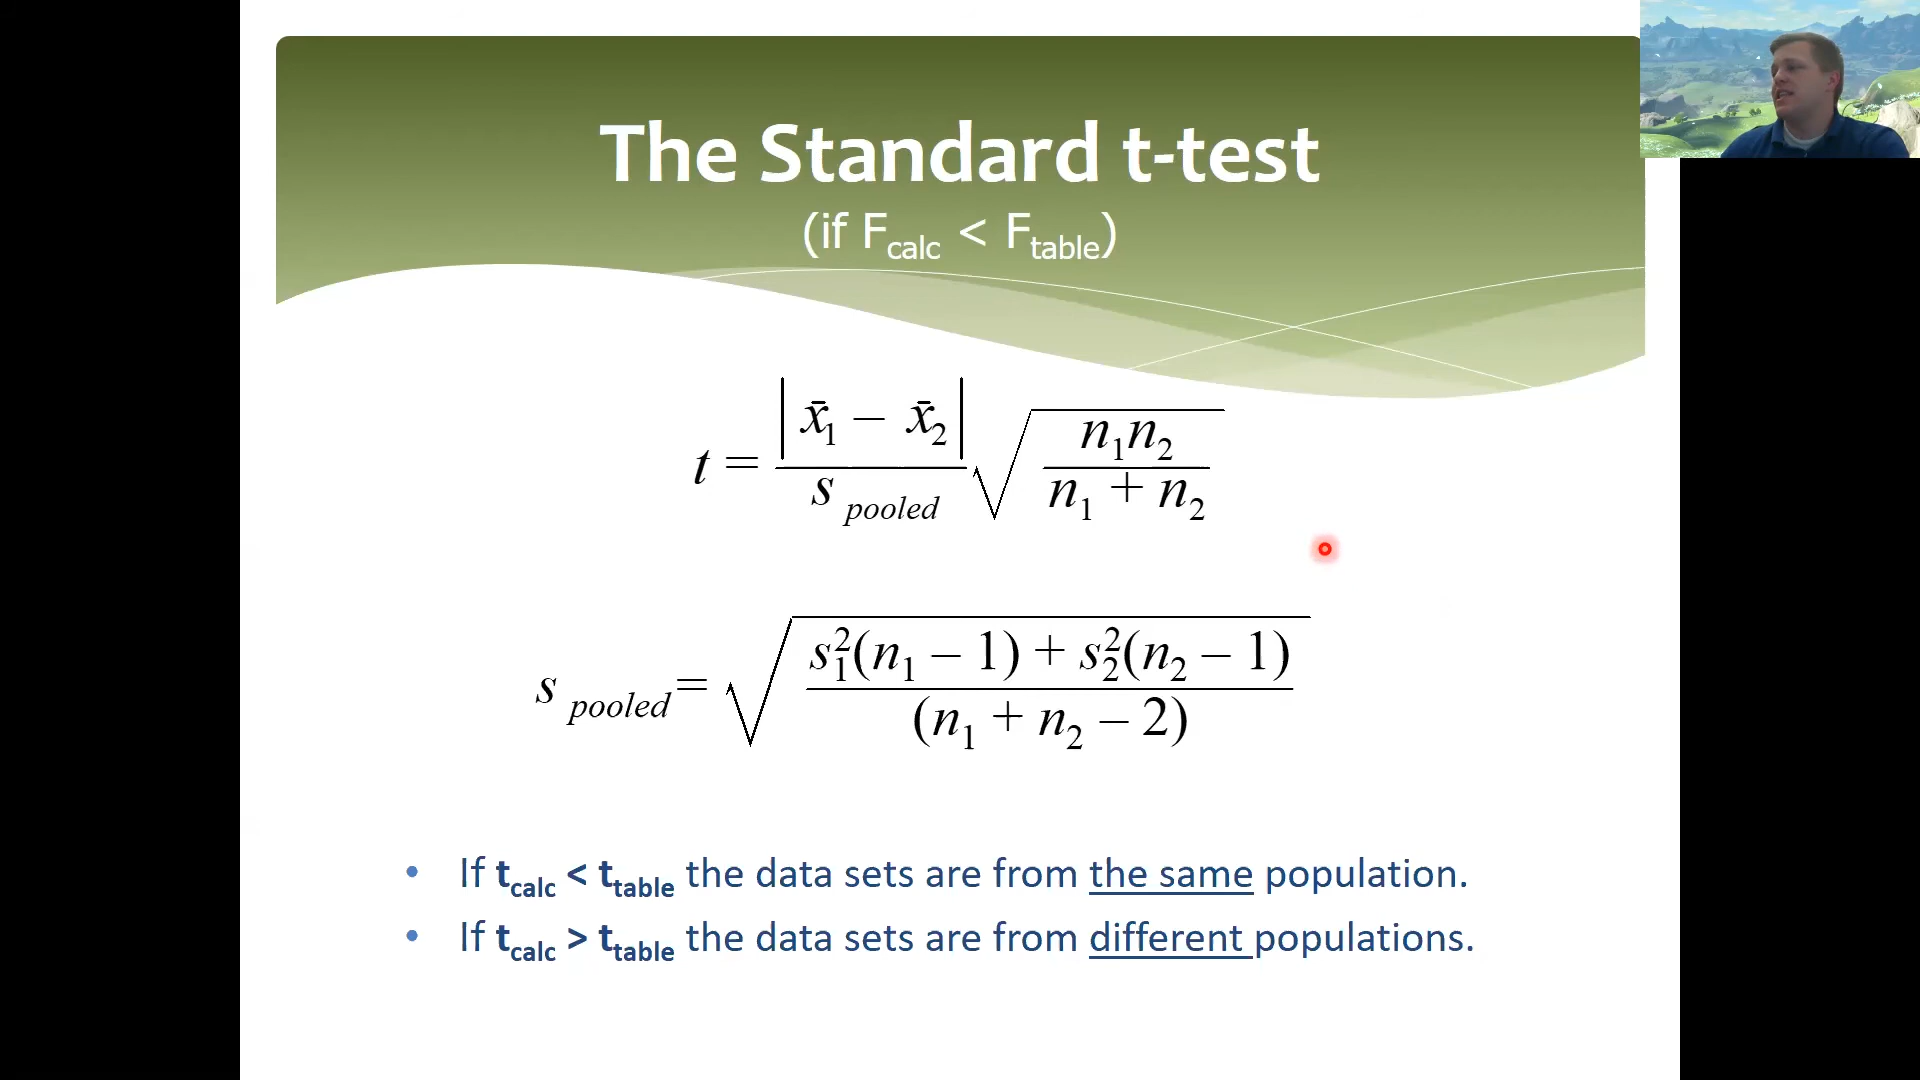 The Standard t-test
(if F_calc < F_table)
t = |x̄₁ − x̄₂| / s_pooled √(n₁n₂ / (n₁ + n₂))
s_pooled = √((s₁²(n₁ − 1) + s₂²(n₂ − 1)) / (n₁ + n₂ − 2))
• If t_calc < t_table the data sets are from the same population.
• If t_calc > t_table the data sets are from different populations.